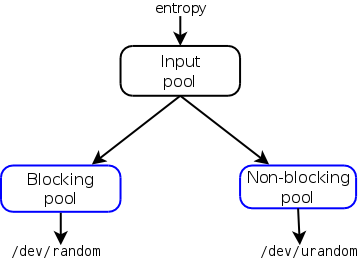 entropy
Input
pool
Blocking
pool
Non-blocking
pool
/dev/random
/dev/urandom